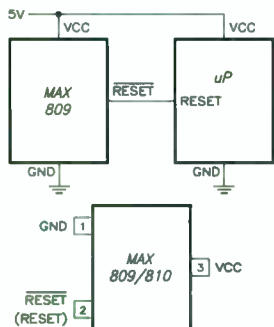 5V
VCC
VCC
MAX
809
RESET
uP
RESET
GND
GND
GND 1
MAX
809/810
3 VCC
RESET 2
(RESET)